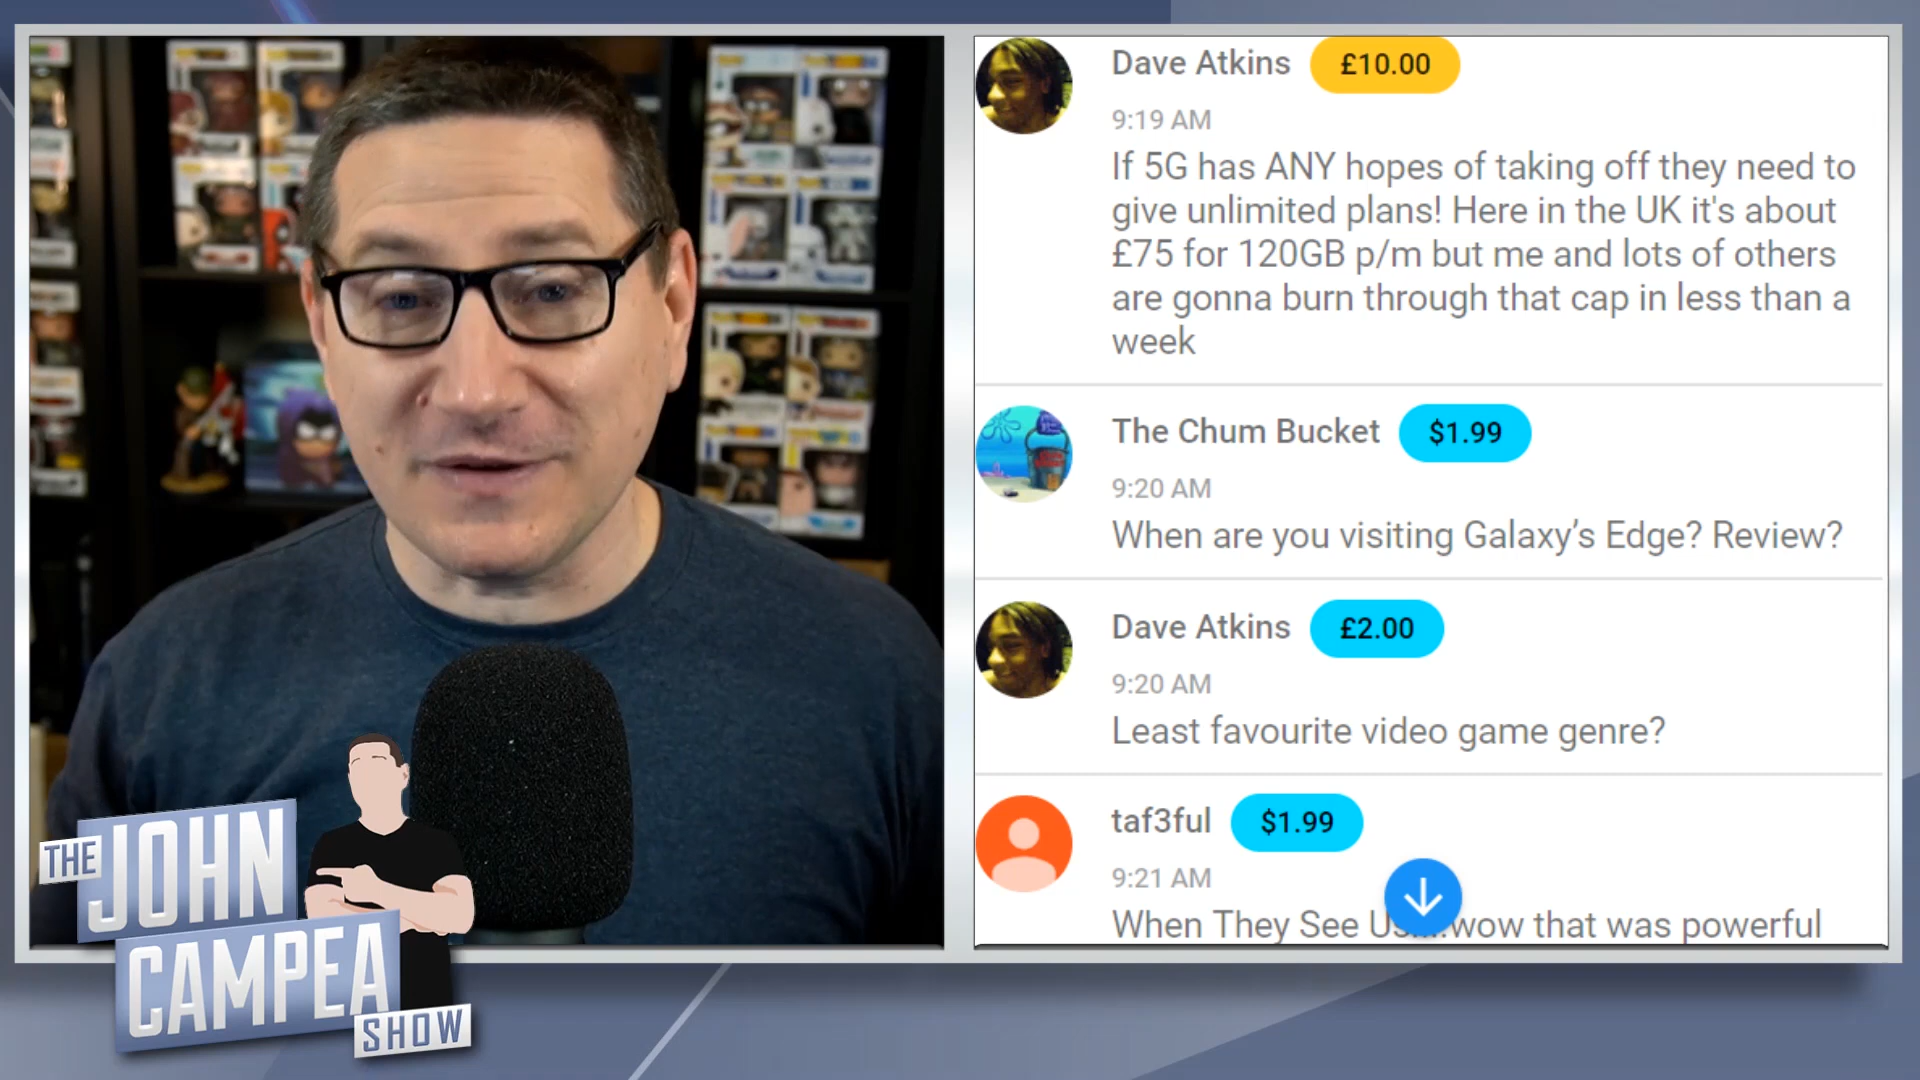 Dave Atkins £10.00
9:19 AM
If 5G has ANY hopes of taking off they need to
give unlimited plans! Here in the UK it's about
£75 for 120GB p/m but me and lots of others
are gonna burn through that cap in less than a
week
The Chum Bucket $1.99
9:20 AM
When are you visiting Galaxy’s Edge? Review?
Dave Atkins £2.00
9:20 AM
Least favourite video game genre?
taf3ful $1.99
9:21 AM
When They See wow that was powerful
THE
JOHN
CAMPEA
SHOW